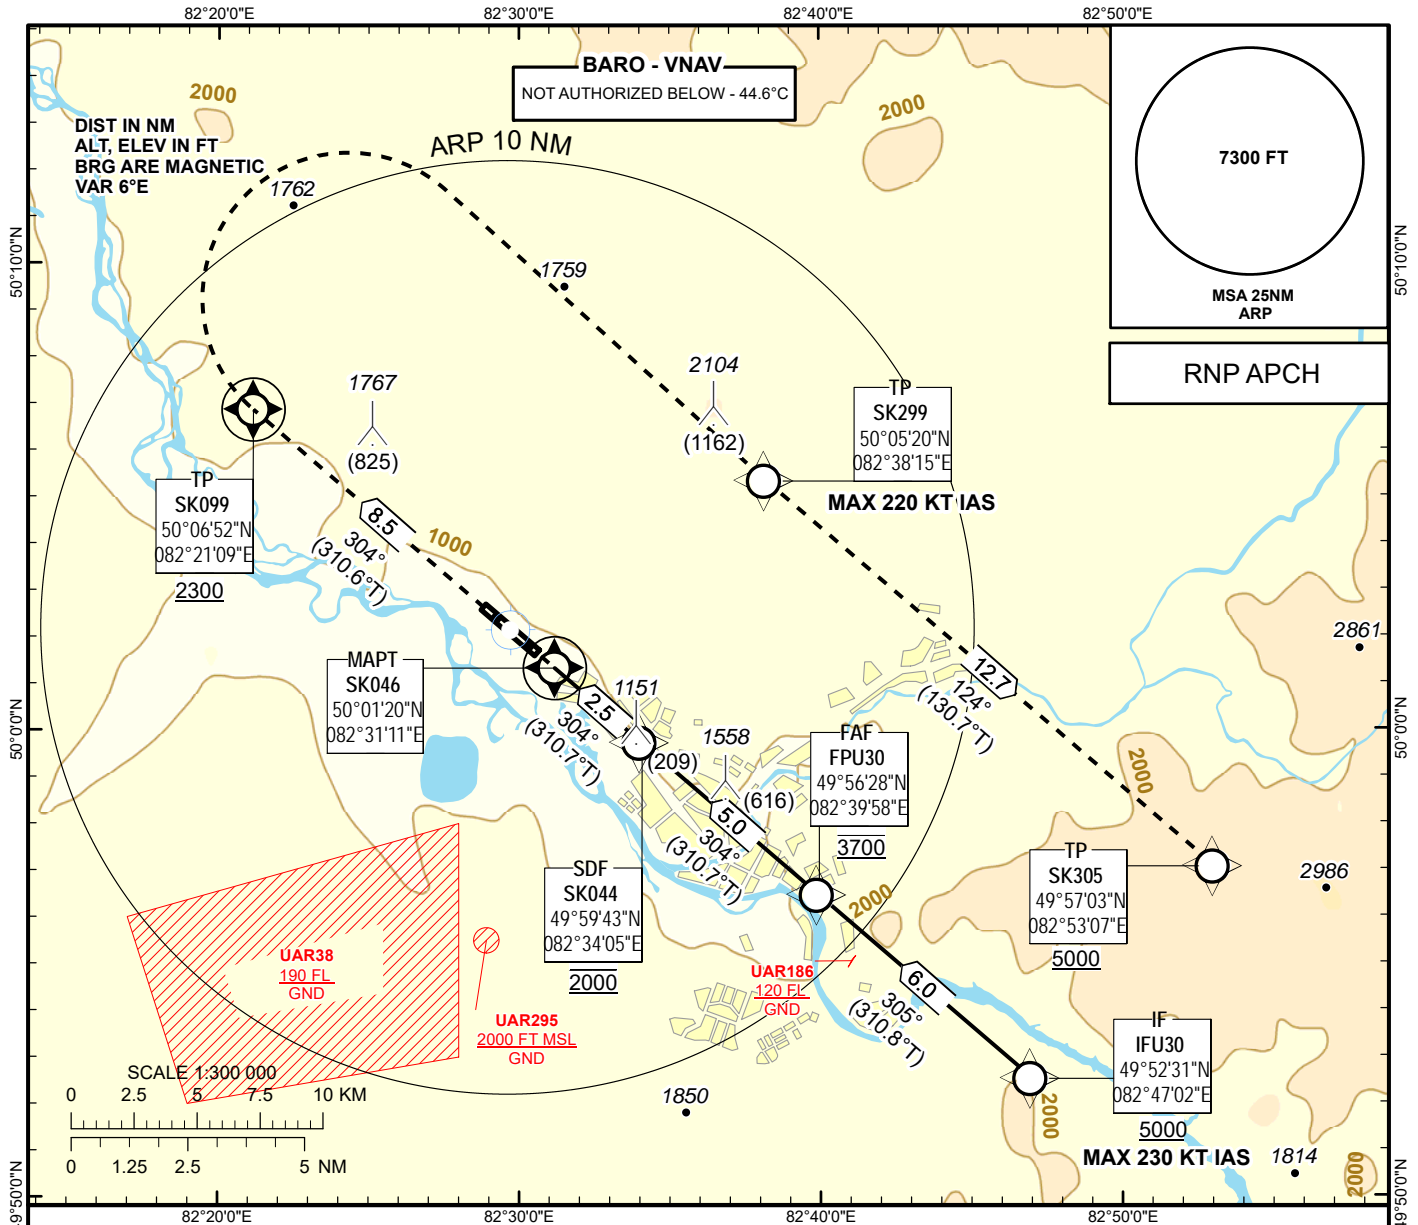 82°20'0"E
82°30'0"E
82°40'0"E
82°50'0"E
BARO - VNAV
NOT AUTHORIZED BELOW - 44.6°C
2000
2000
DIST IN NM
ALT, ELEV IN FT
BRG ARE MAGNETIC
VAR 6°E
ARP 10 NM
7300 FT
MSA 25NM
ARP
RNP APCH
1762
1759
50°10'0"N
50°10'0"N
1767
(825)
2104
(1162)
TP
SK299
50°05'20"N
082°38'15"E
MAX 220 KT IAS
TP
SK099
50°06'52"N
082°21'09"E
2300
8.5
304°
(310.6°T)
1000
MAPT
SK046
50°01'20"N
082°31'11"E
2.5
304°
(310.7°T)
1151
(209)
1558
(616)
12.7
124°
(130.7°T)
2861
50°0'0"N
50°0'0"N
FAF
FPU30
49°56'28"N
082°39'58"E
3700
5.0
304°
(310.7°T)
2000
2000
TP
SK305
49°57'03"N
082°53'07"E
5000
2986
SDF
SK044
49°59'43"N
082°34'05"E
2000
UAR38
190 FL
GND
UAR186
120 FL
GND
UAR295
2000 FT MSL
GND
6.0
305°
(310.8°T)
IF
IFU30
49°52'31"N
082°47'02"E
5000
MAX 230 KT IAS
2000
1850
1814
2000
SCALE 1:300 000
0 2.5 5 7.5 10 KM
0 1.25 2.5 5 NM
49°50'0"N
49°50'0"N
82°20'0"E
82°30'0"E
82°40'0"E
82°50'0"E